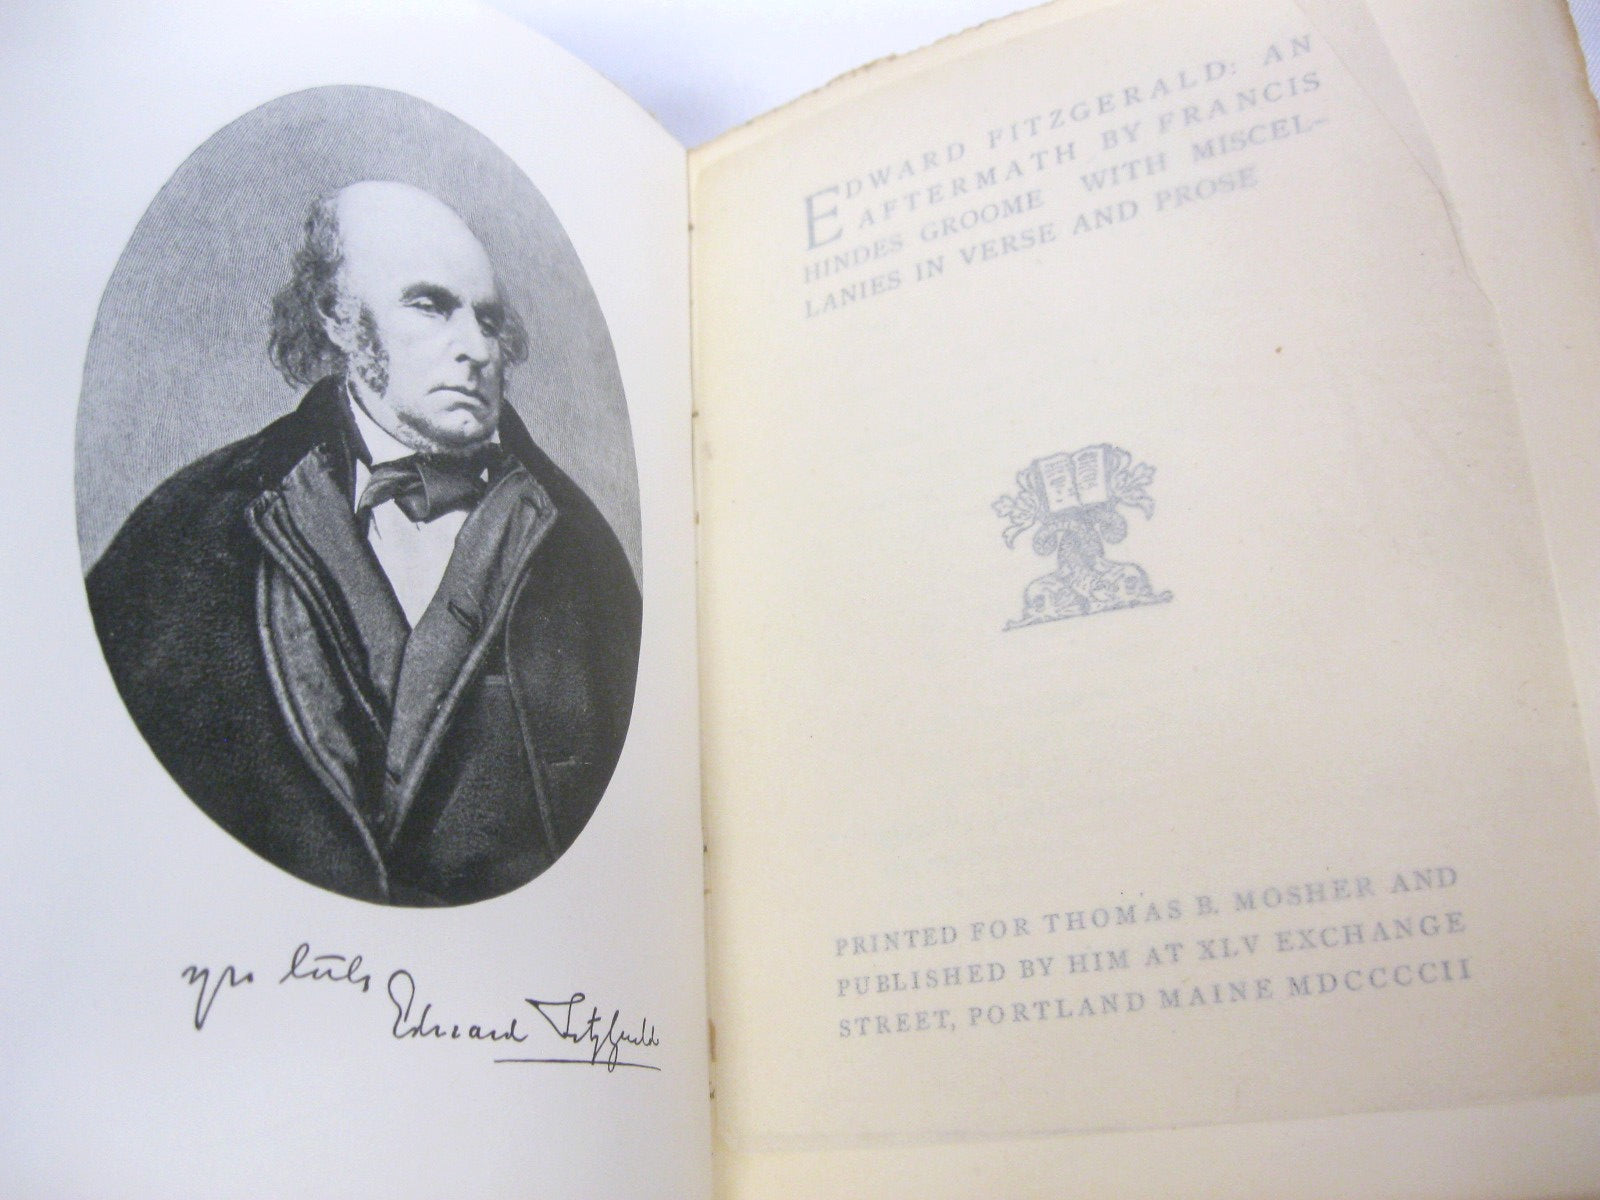 yrs truly
Edward FitzGerald
EDWARD FITZGERALD: AN
AFTERMATH BY FRANCIS
HINDES GROOME WITH MISCEL-
LANIES IN VERSE AND PROSE
PRINTED FOR THOMAS B. MOSHER AND
PUBLISHED BY HIM AT XLV EXCHANGE
STREET, PORTLAND MAINE MDCCCCII